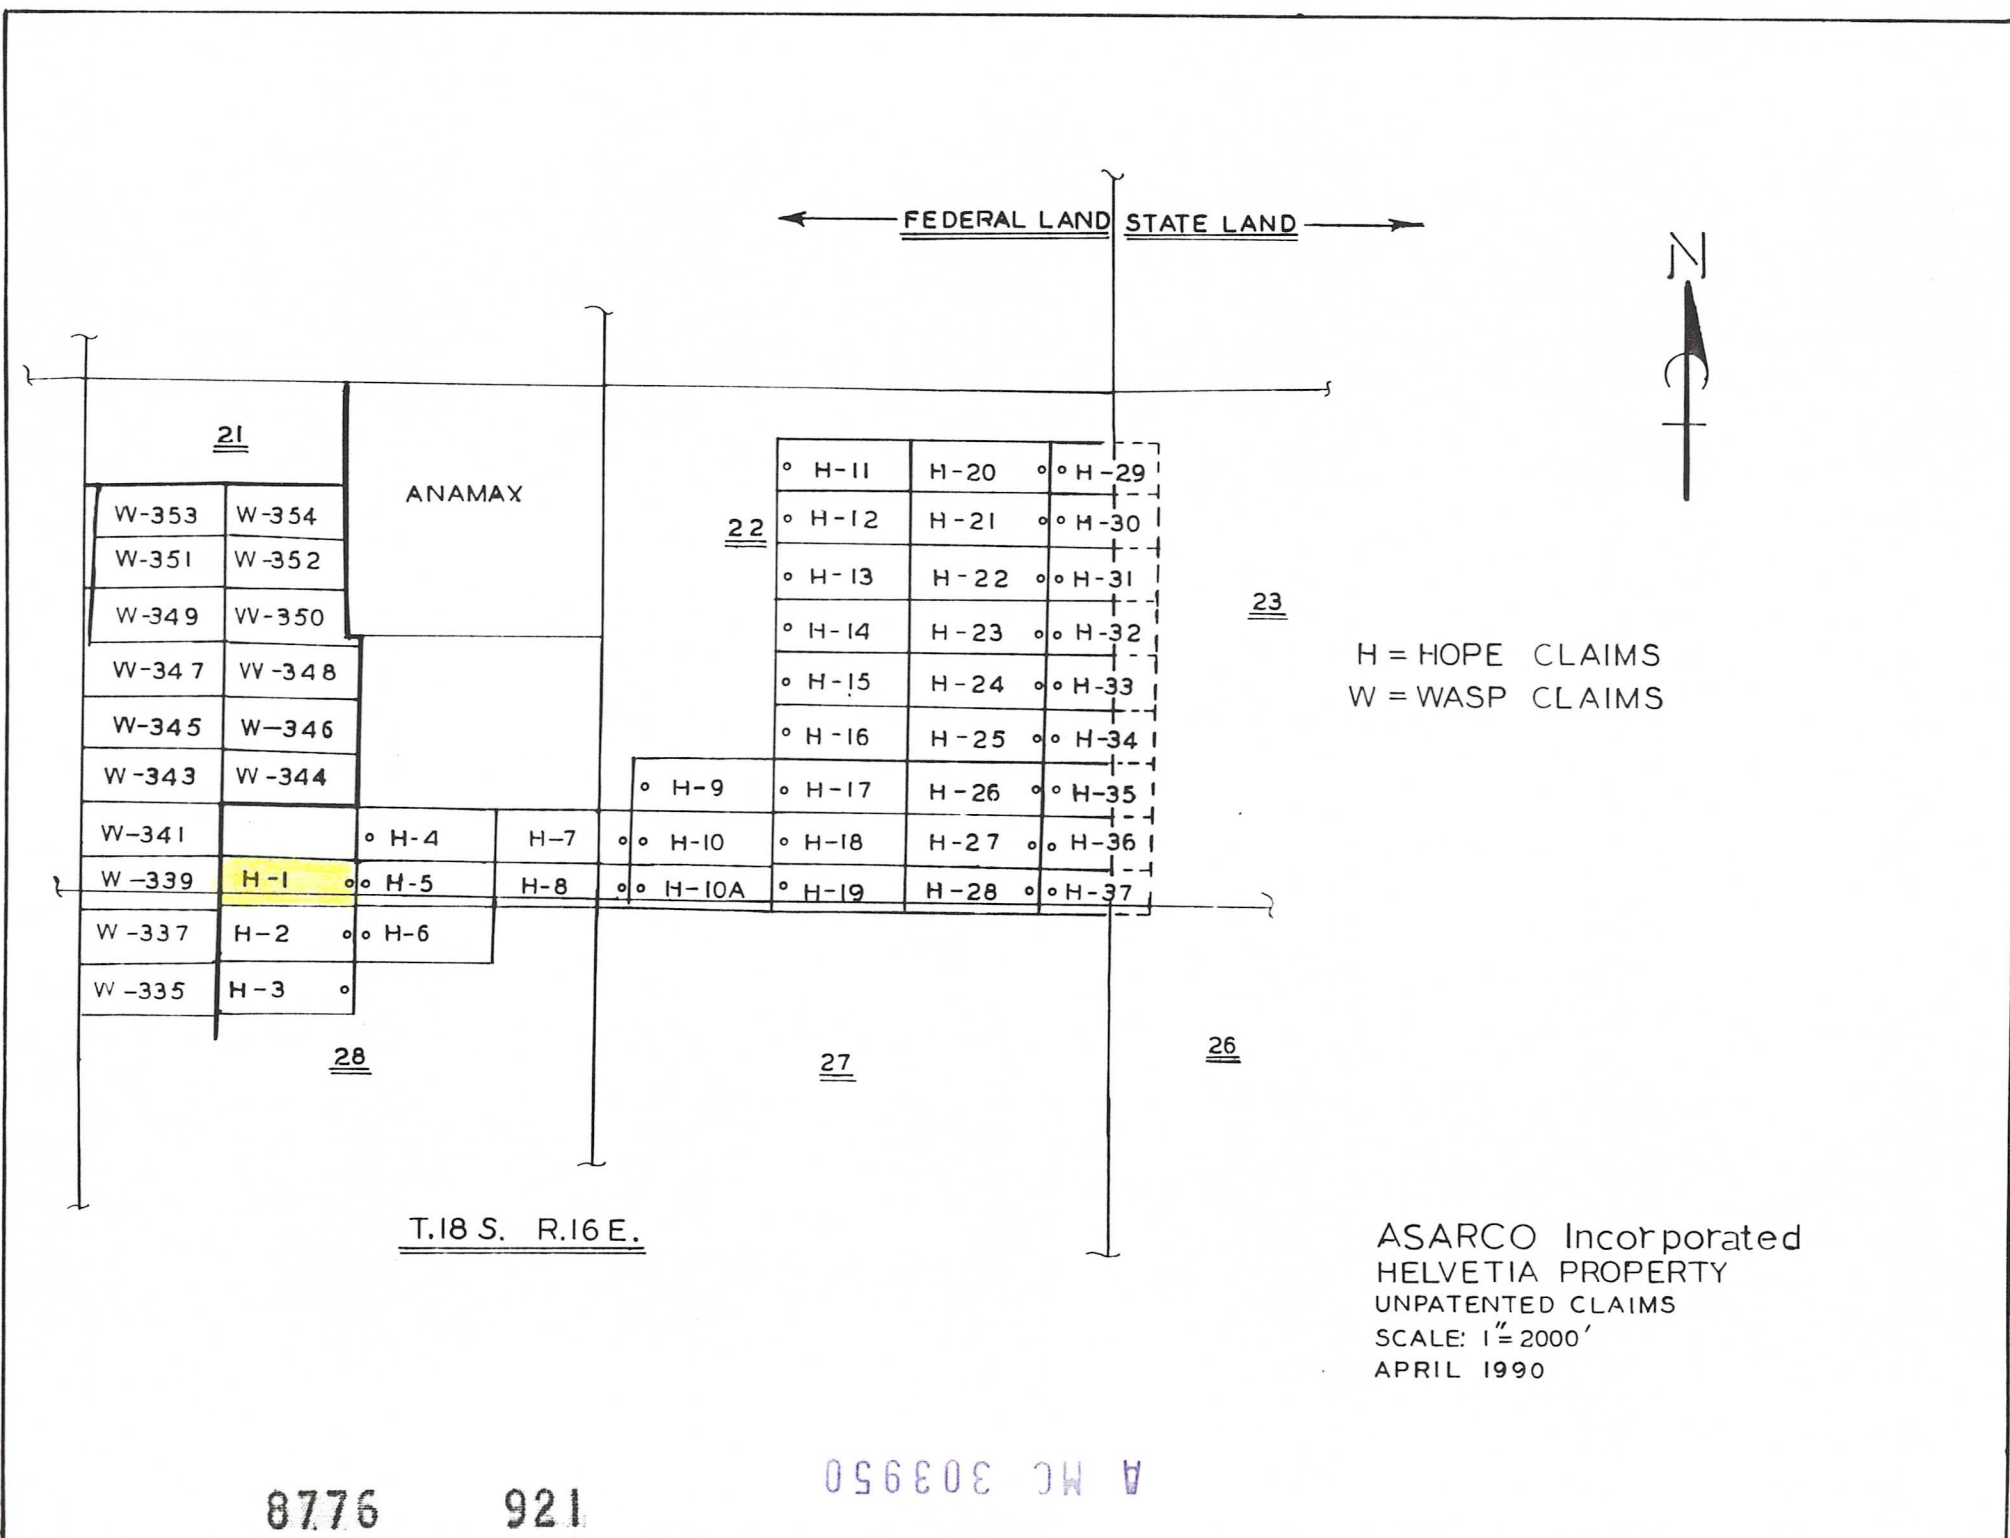 FEDERAL LAND STATE LAND
N
21
ANAMAX
22
23
H-11 H-20 H-29
W-353 W-354
H-12 H-21 H-30
W-351 W-352
H-13 H-22 H-31
W-349 W-350
H-14 H-23 H-32
W-347 W-348
H-15 H-24 H-33
W-345 W-346
H-16 H-25 H-34
W-343 W-344
H-9 H-17 H-26 H-35
W-341 H-4 H-7 H-10 H-18 H-27 H-36
W-339 H-1 H-5 H-8 H-10A H-19 H-28 H-37
W-337 H-2 H-6
W-335 H-3
H = HOPE CLAIMS
W = WASP CLAIMS
28
27
26
T.18 S. R.16 E.
ASARCO Incorporated
HELVETIA PROPERTY
UNPATENTED CLAIMS
SCALE: 1"= 2000'
APRIL 1990
A MC 303950
8776 921